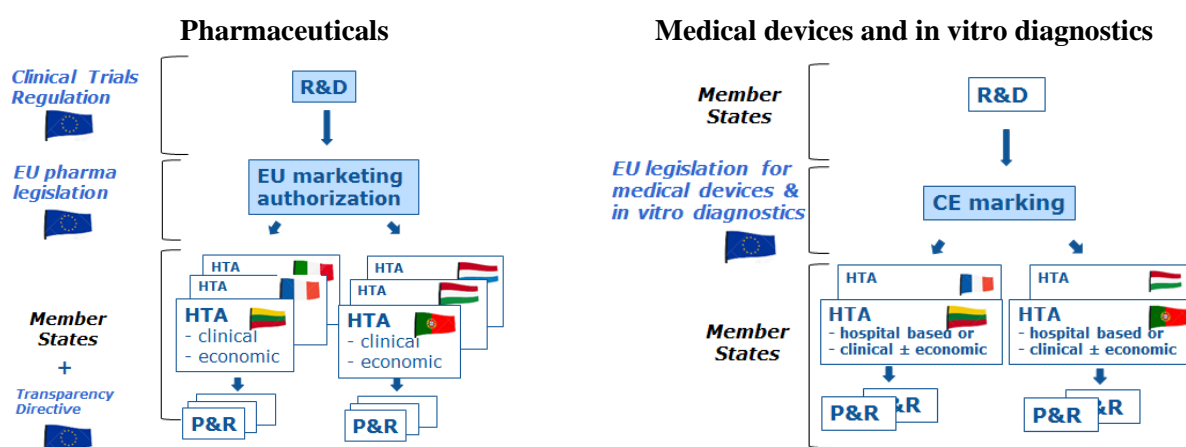 Pharmaceuticals
Clinical Trials
Regulation
R&D
EU pharma
legislation
EU marketing
authorization
Member
States
+
Transparency
Directive
HTA
HTA
HTA
- clinical
- economic
HTA
HTA
HTA
- clinical
- economic
P&R
P&R
Medical devices and in vitro diagnostics
Member
States
R&D
EU legislation for
medical devices &
in vitro diagnostics
CE marking
Member
States
HTA
HTA
- hospital based or
- clinical ± economic
HTA
HTA
- hospital based or
- clinical ± economic
P&R
&R
P&R
&R